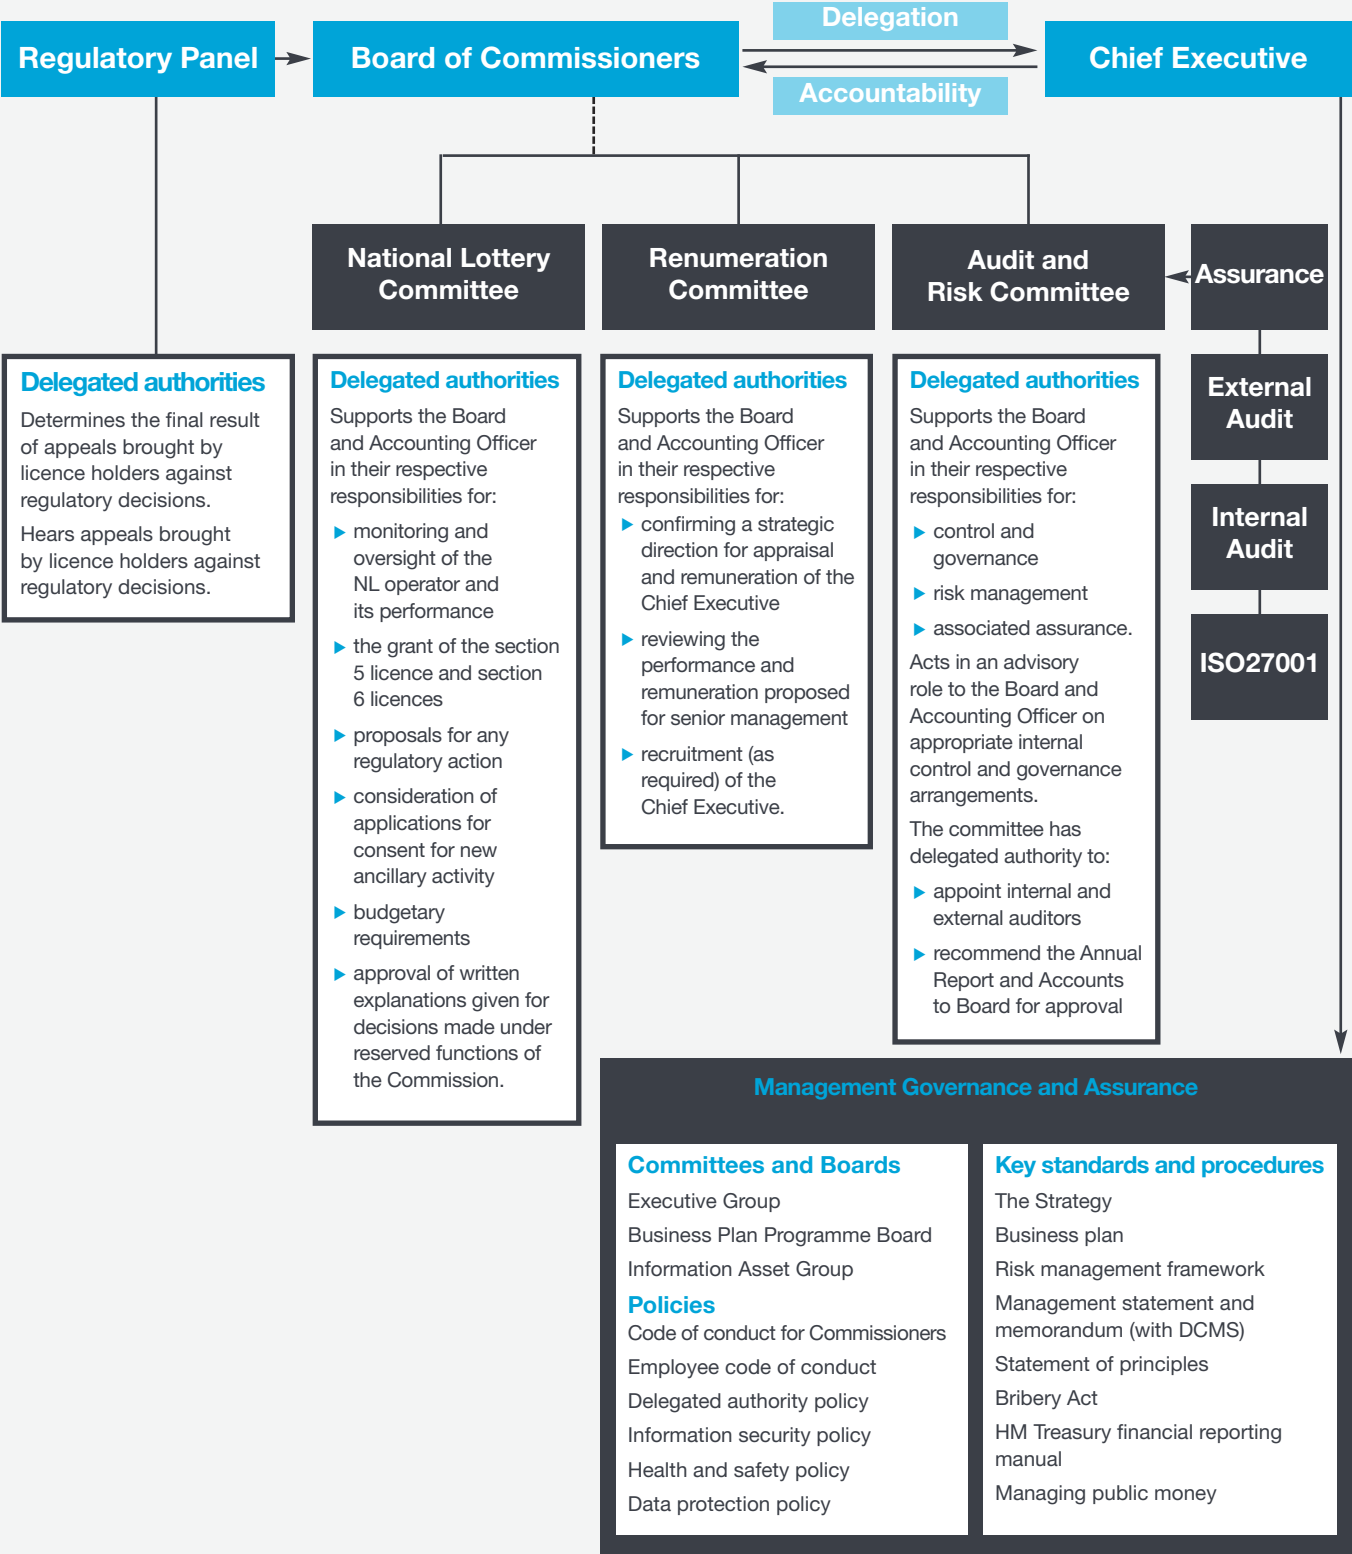 Regulatory Panel
Board of Commissioners
Delegation
Accountability
Chief Executive
National Lottery
Committee
Renumeration
Committee
Audit and
Risk Committee
Assurance
External
Audit
Internal
Audit
ISO27001
Delegated authorities
Determines the final result
of appeals brought by
licence holders against
regulatory decisions.
Hears appeals brought
by licence holders against
regulatory decisions.
Delegated authorities
Supports the Board
and Accounting Officer
in their respective
responsibilities for:
monitoring and
oversight of the
NL operator and
its performance
the grant of the section
5 licence and section
6 licences
proposals for any
regulatory action
consideration of
applications for
consent for new
ancillary activity
budgetary
requirements
approval of written
explanations given for
decisions made under
reserved functions of
the Commission.
Delegated authorities
Supports the Board
and Accounting Officer
in their respective
responsibilities for:
confirming a strategic
direction for appraisal
and remuneration of the
Chief Executive
reviewing the
performance and
remuneration proposed
for senior management
recruitment (as
required) of the
Chief Executive.
Delegated authorities
Supports the Board
and Accounting Officer
in their respective
responsibilities for:
control and
governance
risk management
associated assurance.
Acts in an advisory
role to the Board and
Accounting Officer on
appropriate internal
control and governance
arrangements.
The committee has
delegated authority to:
appoint internal and
external auditors
recommend the Annual
Report and Accounts
to Board for approval
Management Governance and Assurance
Committees and Boards
Executive Group
Business Plan Programme Board
Information Asset Group
Policies
Code of conduct for Commissioners
Employee code of conduct
Delegated authority policy
Information security policy
Health and safety policy
Data protection policy
Key standards and procedures
The Strategy
Business plan
Risk management framework
Management statement and
memorandum (with DCMS)
Statement of principles
Bribery Act
HM Treasury financial reporting
manual
Managing public money